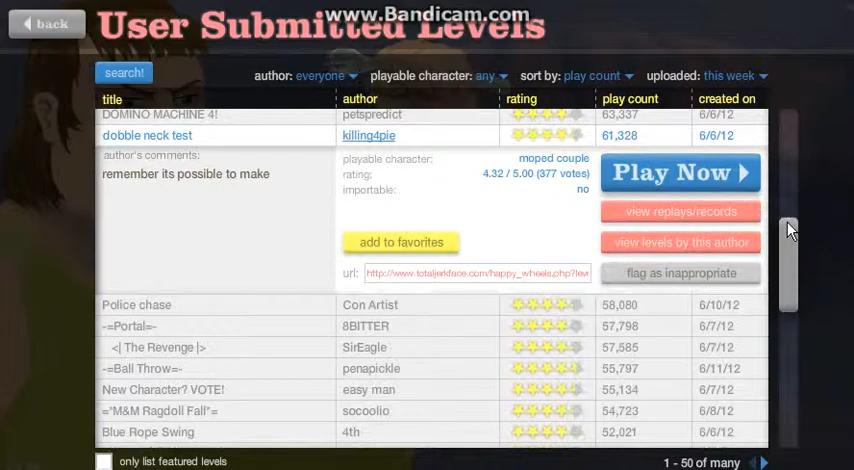 www.Bandicam.com
back
User Submitted Levels
search!
author: everyone playable character: any sort by: play count uploaded: this week
title author rating play count created on
DOMINO MACHINE 4! petspredict 63,337 6/6/12
dobble neck test killing4pie 61,328 6/6/12
author's comments:
remember its possible to make
playable character: moped couple
rating: 4.32 / 5.00 (377 votes)
importable: no
Play Now
view replays/records
add to favorites
view levels by this author
url: http://www.totaljerkface.com/happy_wheels.php?leve
flag as inappropriate
Police chase Con Artist 58,080 6/10/12
-=Portal=- 8BITTER 57,798 6/7/12
<| The Revenge |> SirEagle 57,585 6/7/12
-=Ball Throw=- penapickle 55,797 6/11/12
New Character? VOTE! easy man 55,134 6/7/12
="M&M Ragdoll Fall"= socoolio 54,723 6/8/12
Blue Rope Swing 4th 52,021 6/6/12
only list featured levels
1 - 50 of many